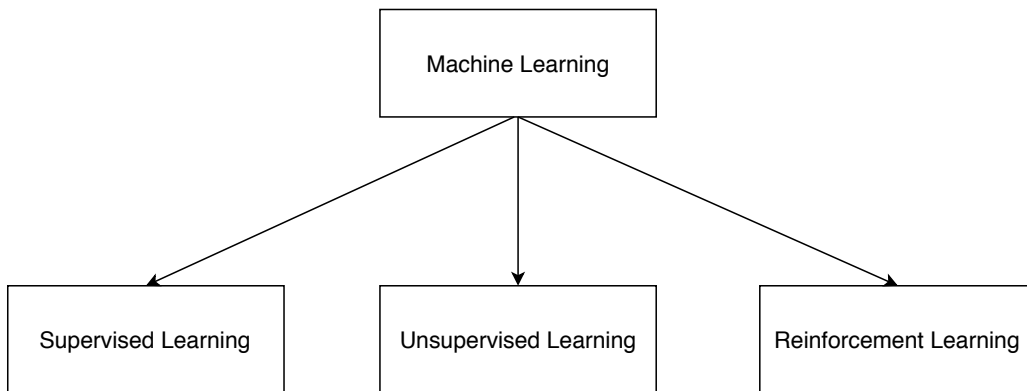 Machine Learning
Supervised Learning
Unsupervised Learning
Reinforcement Learning